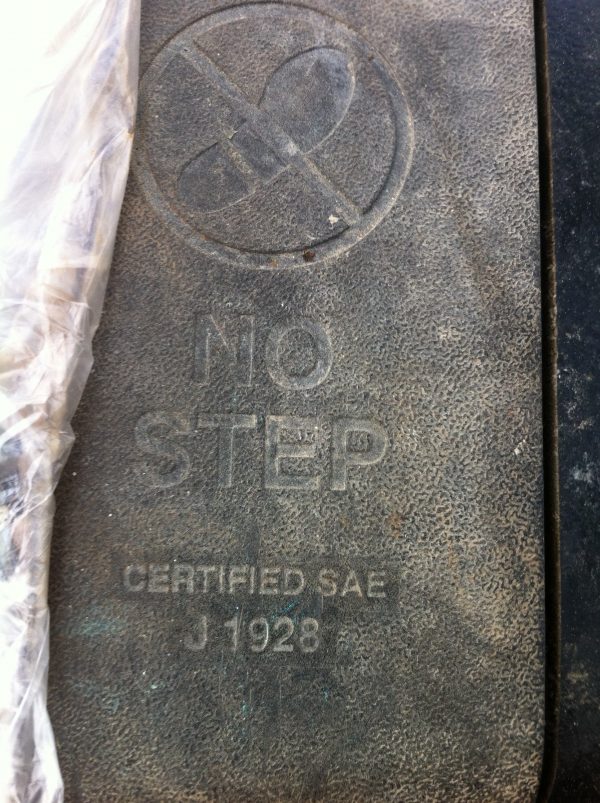 NO
STEP
CERTIFIED SAE
J 1928